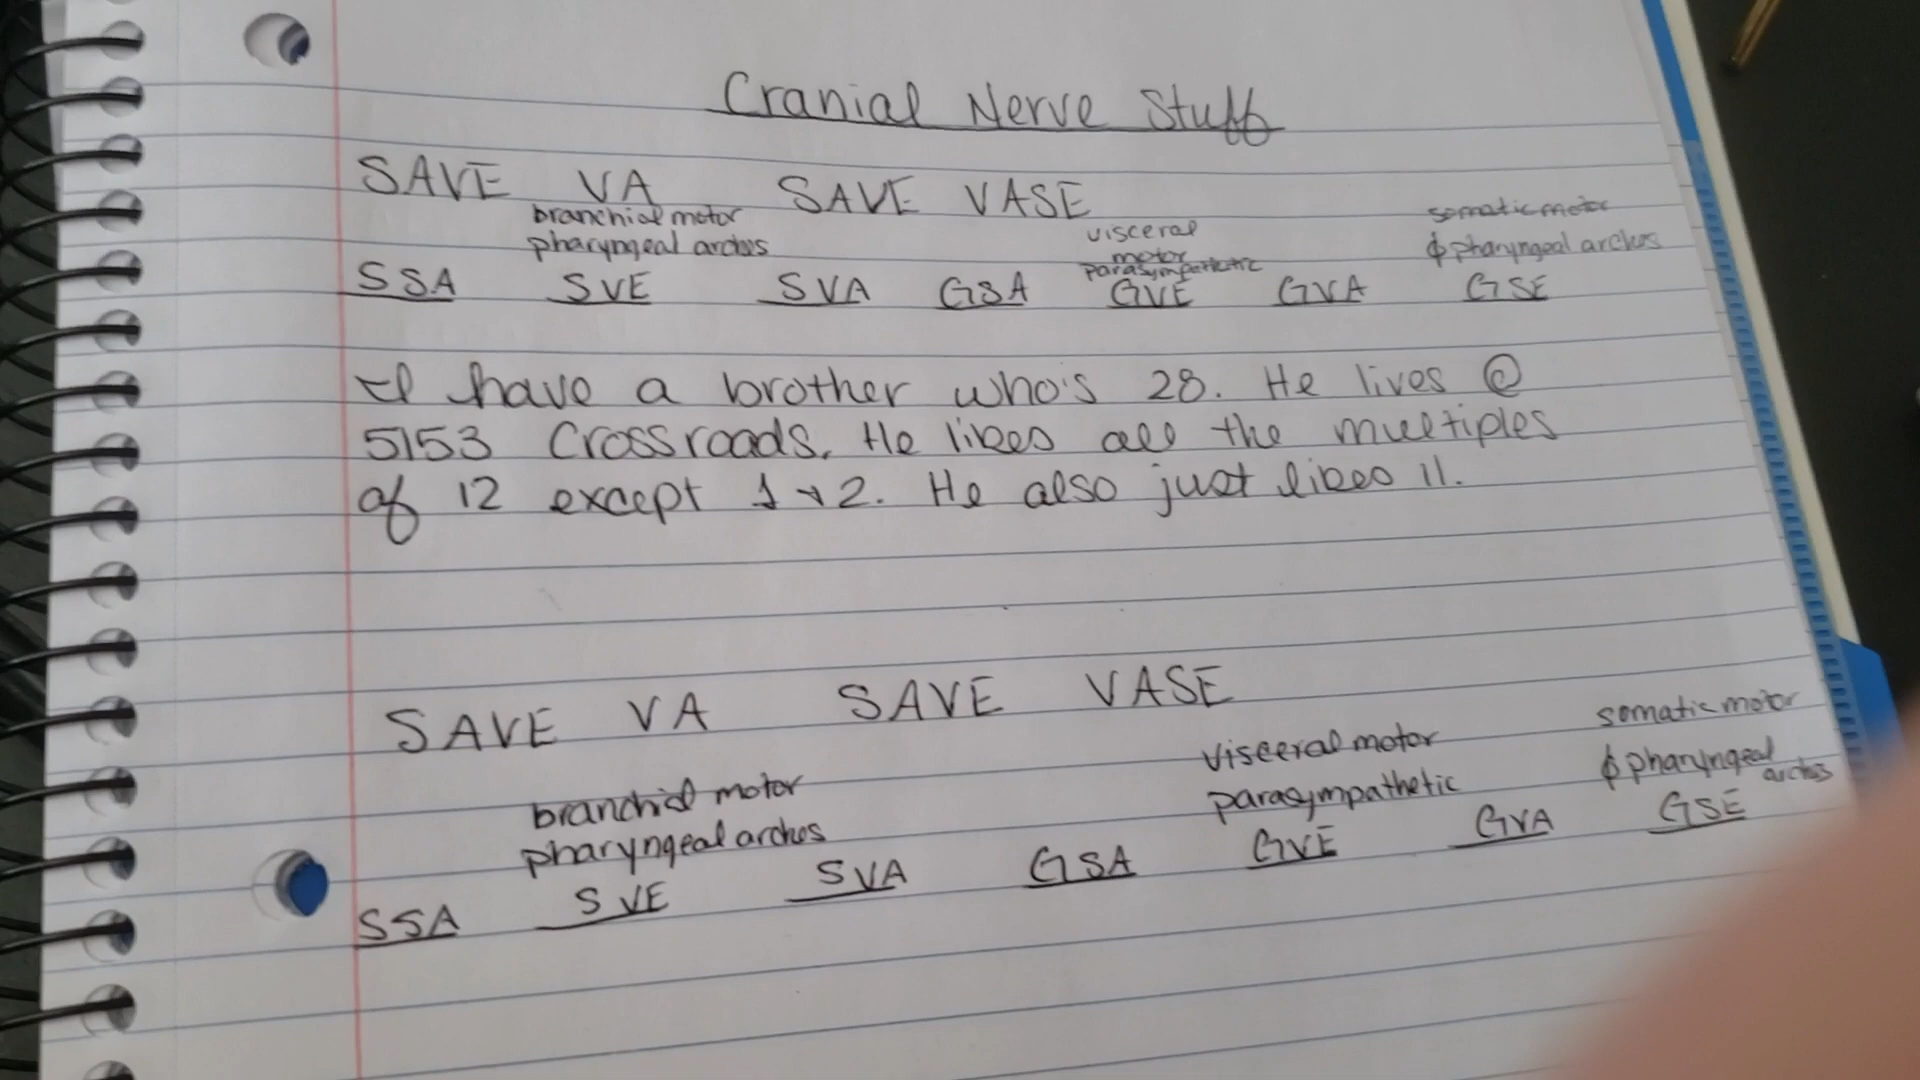 Cranial Nerve Stuff
SAVE VA SAVE VASE
branchial motor visceral somatic motor
pharyngeal arches motor ϕ pharyngeal arches
parasympathetic
SSA SVE SVA GSA GVE GVA GSE
I have a brother who's 28. He lives @
5153 Crossroads. He likes all the multiples
of 12 except 1 + 2. He also just likes 11.
SAVE VA SAVE VASE
branchial motor visceral motor somatic motor
pharyngeal arches parasympathetic ϕ pharyngeal arches
SSA SVE SVA GSA GVE GVA GSE